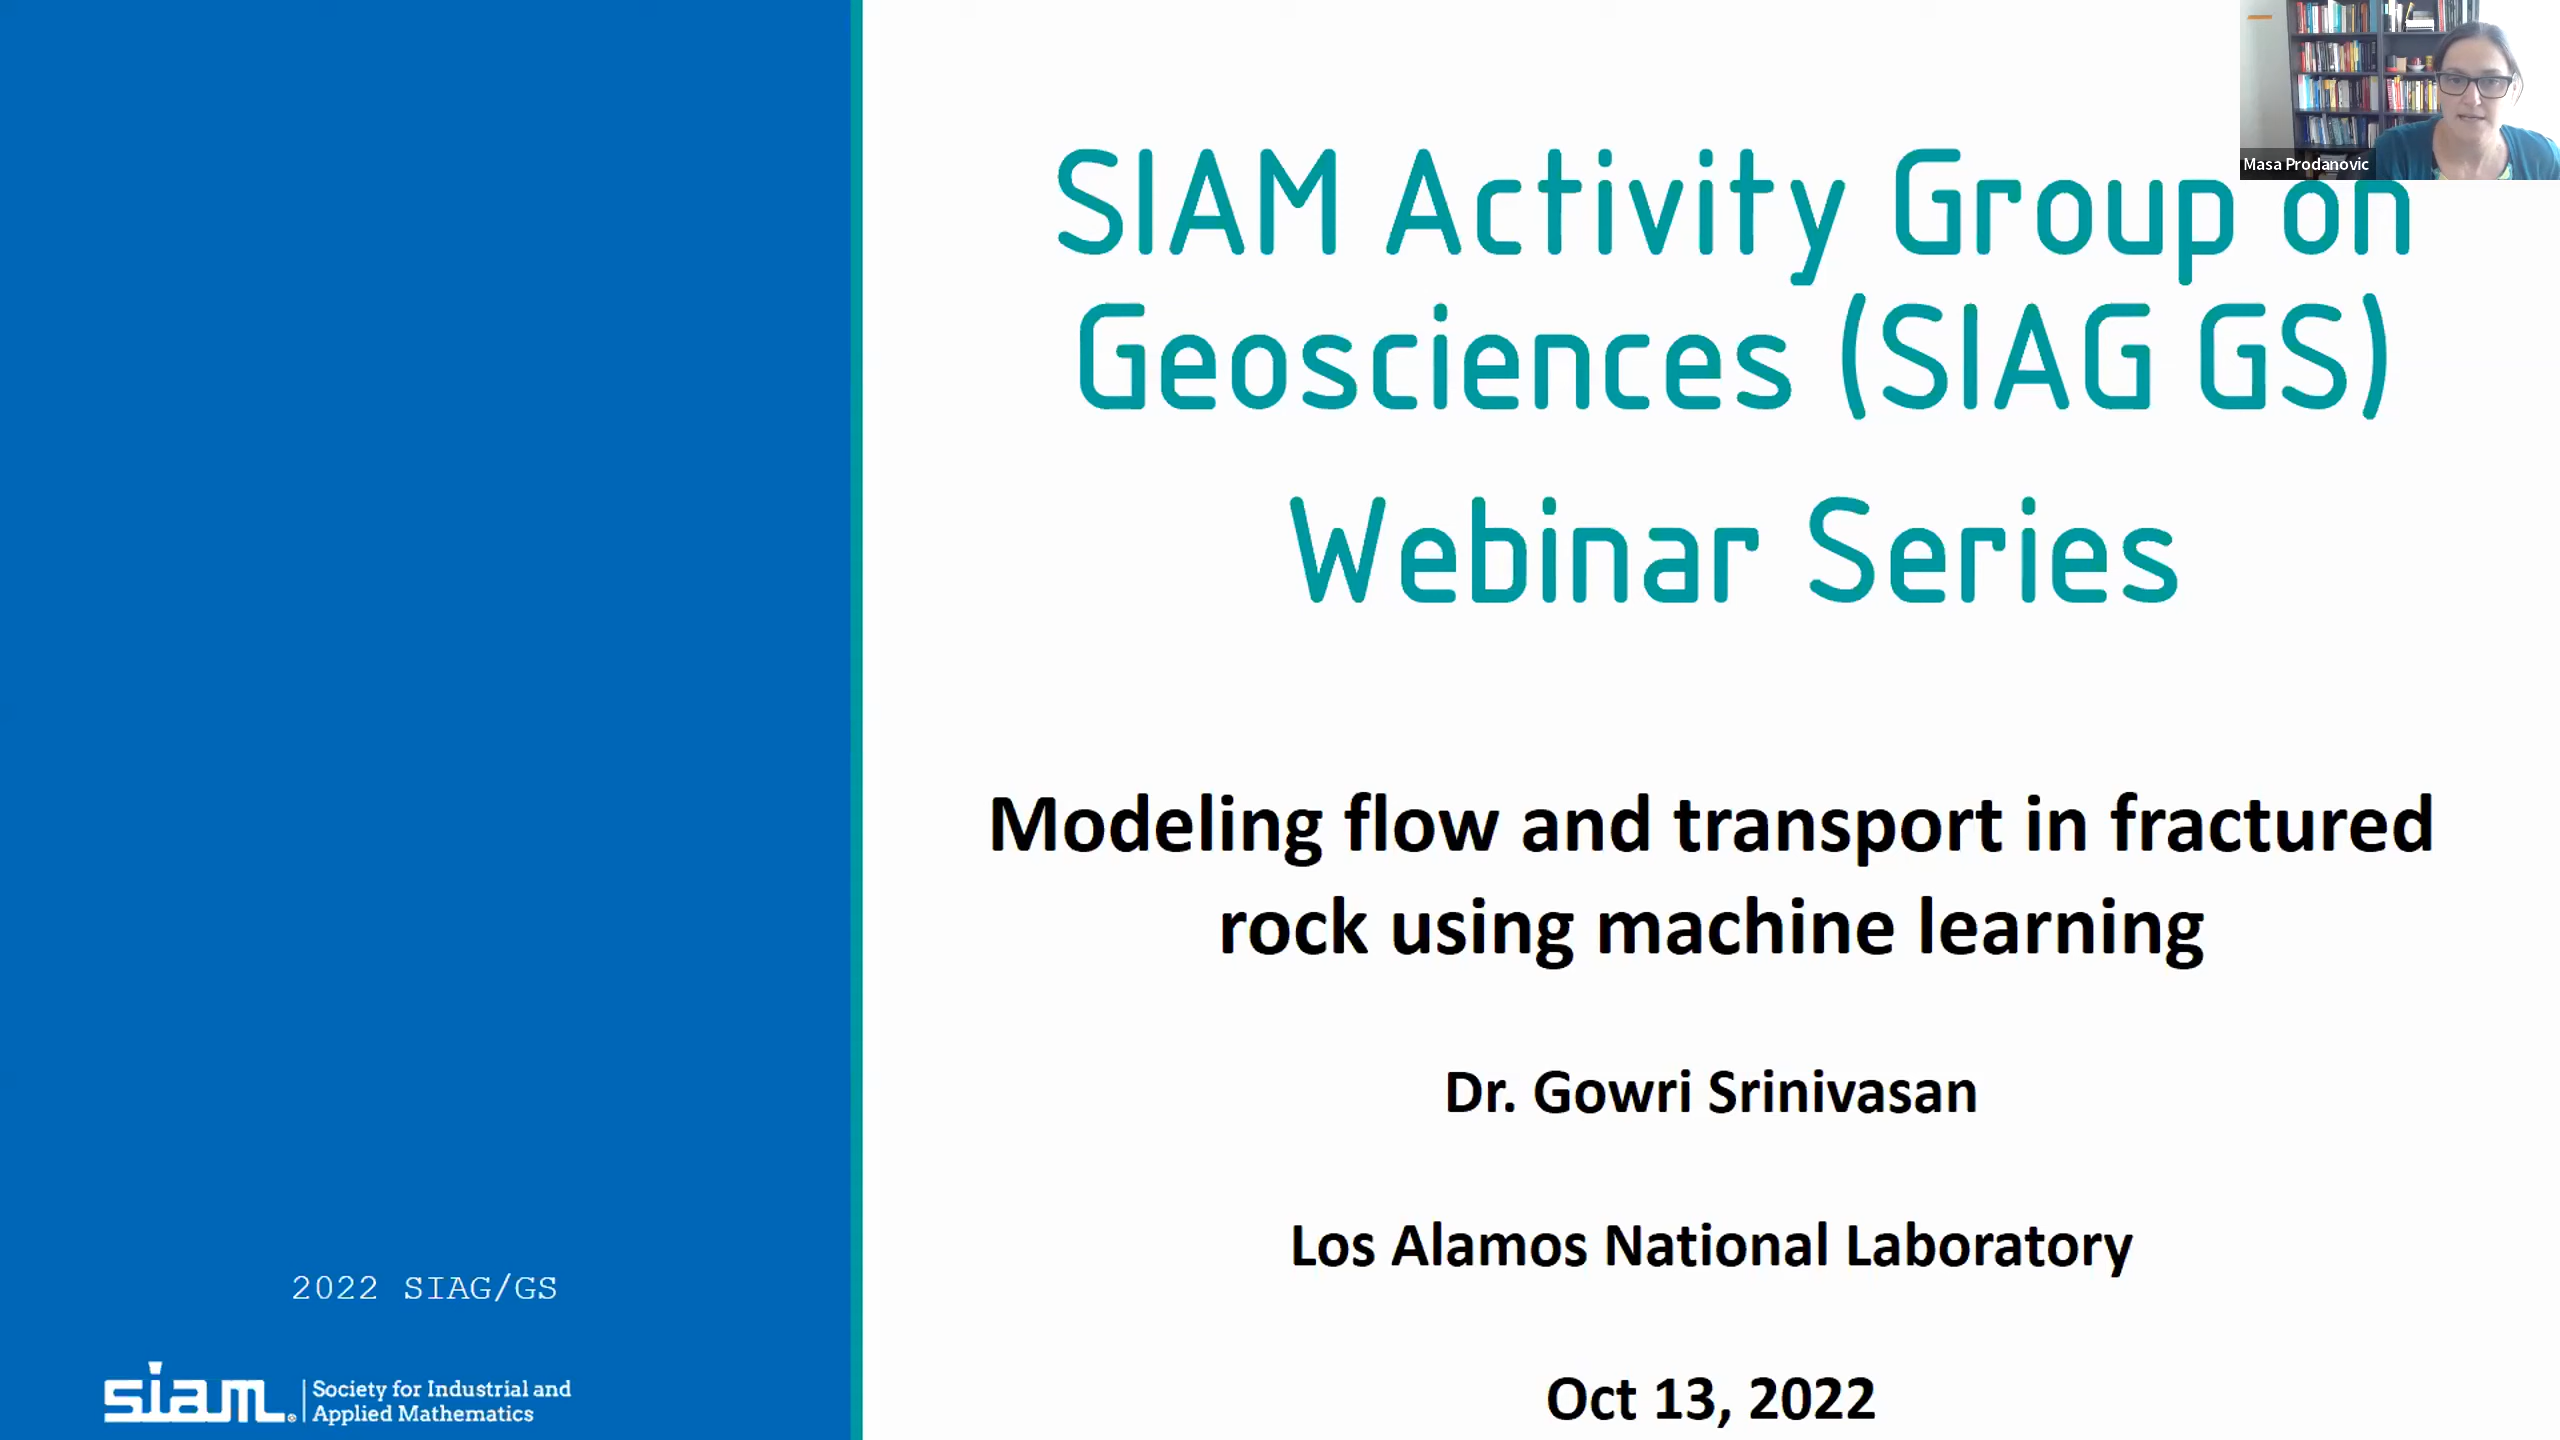 Masa Prodanovic
SIAM Activity Group on
Geosciences (SIAG GS)
Webinar Series
Modeling flow and transport in fractured
rock using machine learning
Dr. Gowri Srinivasan
Los Alamos National Laboratory
Oct 13, 2022
2022 SIAG/GS
siam®
Society for Industrial and
Applied Mathematics